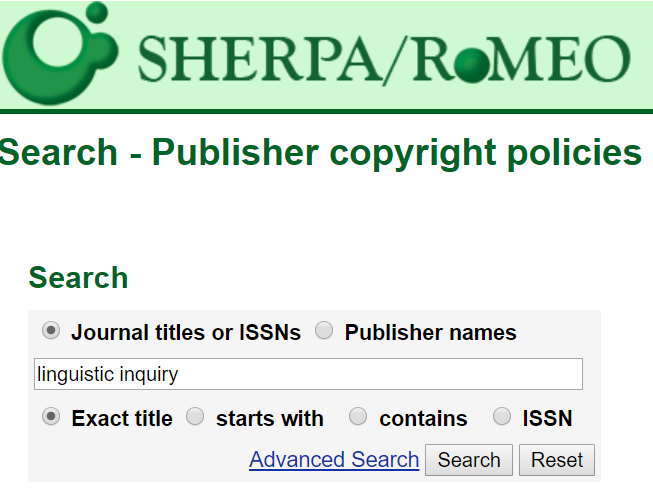 SHERPA/RoMEO
Search - Publisher copyright policies
Search
Journal titles or ISSNs Publisher names
linguistic inquiry
Exact title starts with contains ISSN
Advanced Search Search Reset